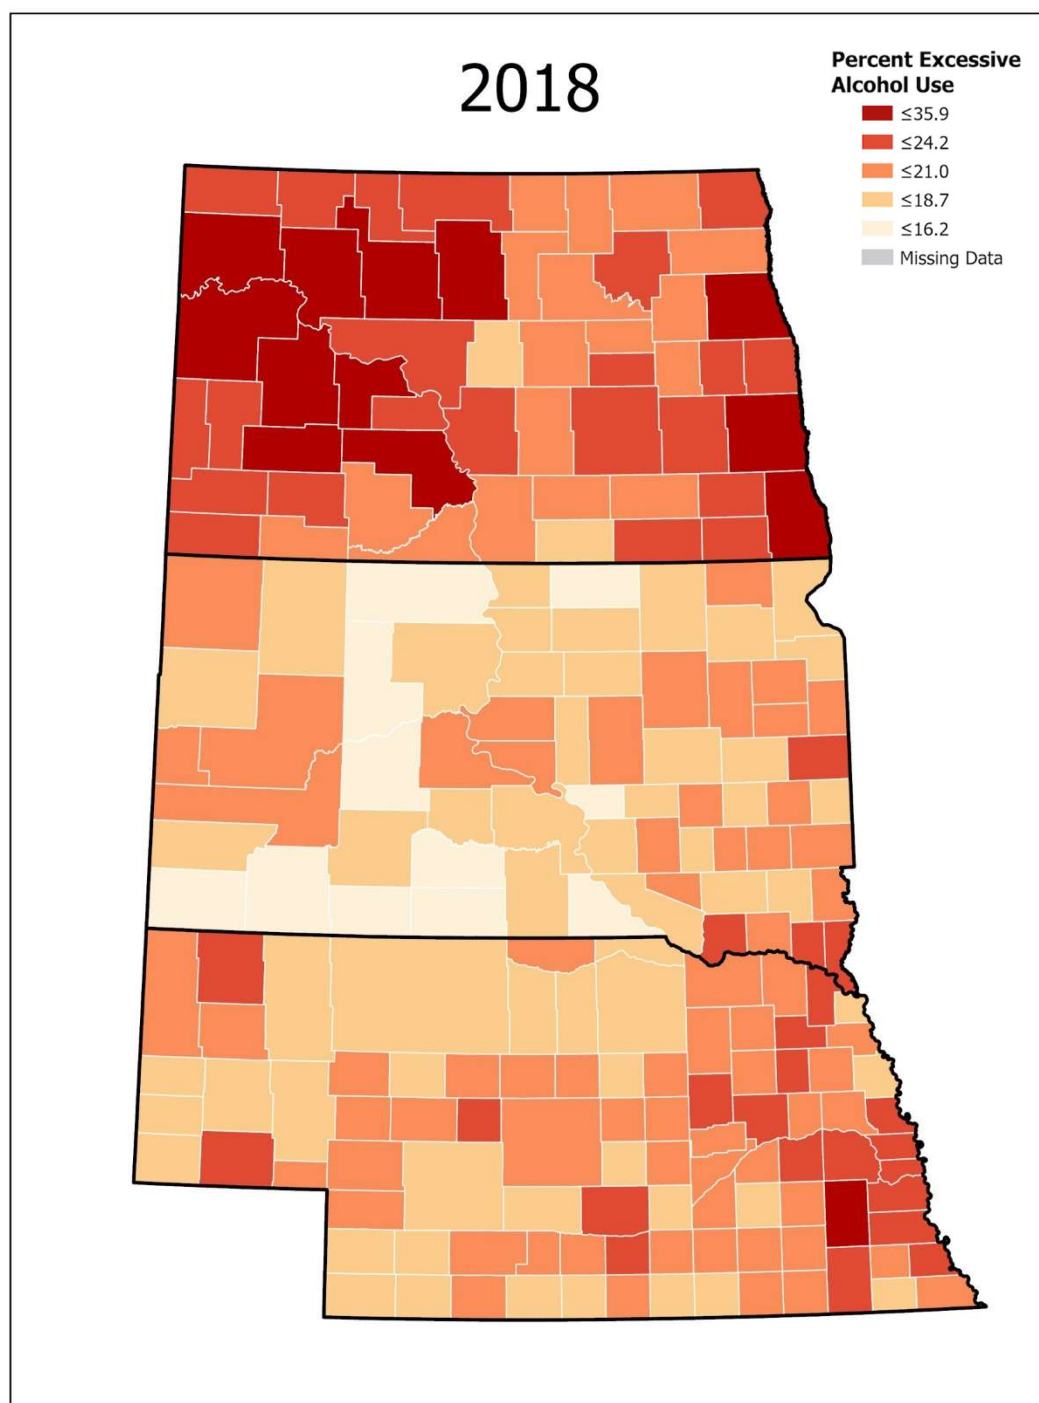 2018
Percent Excessive
Alcohol Use
≤35.9
≤24.2
≤21.0
≤18.7
≤16.2
Missing Data